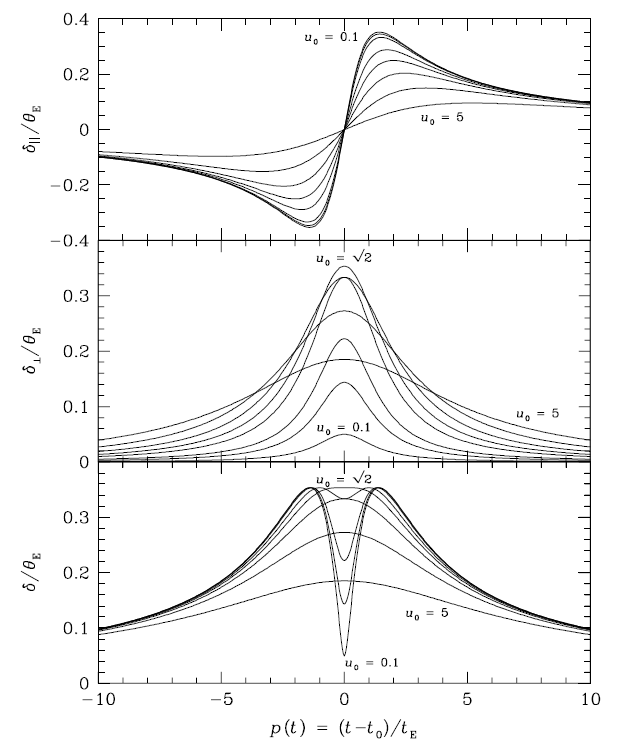 0.4
u₀ = 0.1
0.2
δ∥/θE
0
u₀ = 5
−0.2
−0.4
u₀ = √2
0.3
δ⊥/θE
0.2
u₀ = 5
0.1
u₀ = 0.1
0
u₀ = √2
0.3
δ/θE
0.2
u₀ = 5
0.1
u₀ = 0.1
0
−10 −5 0 5 10
p(t) = (t−t₀)/tE